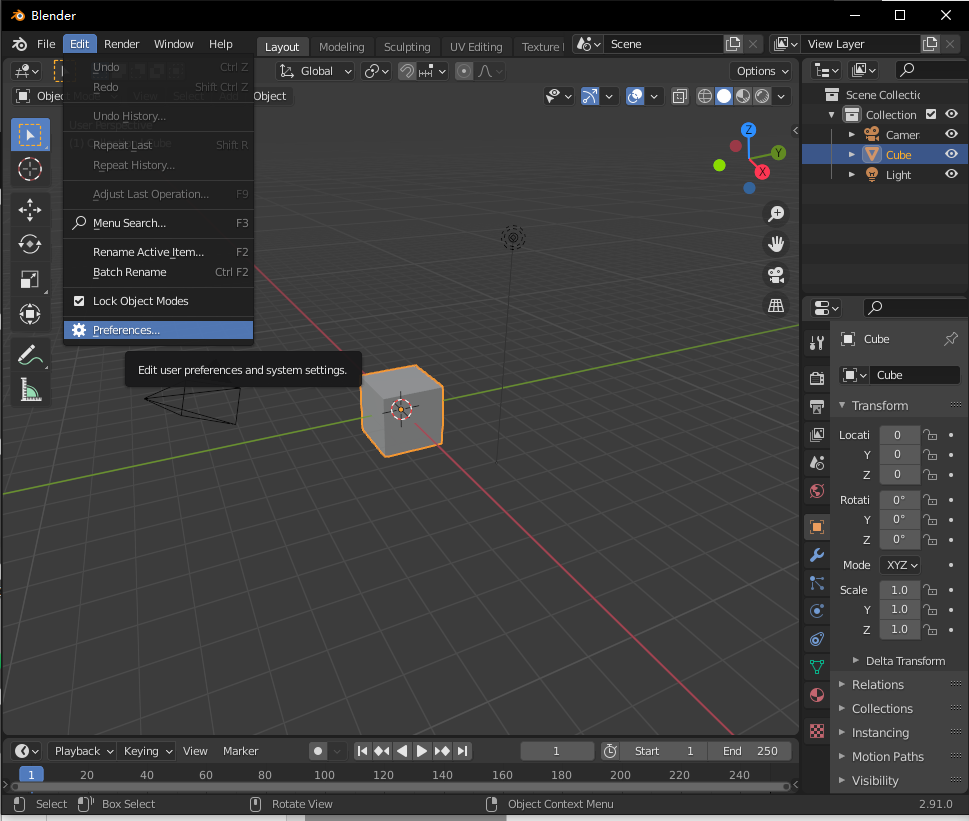 Blender
File Edit Render Window Help Layout Modeling Sculpting UV Editing Texture Scene View Layer
Global Options
Object
Undo Ctrl Z
Redo Shift Ctrl Z
Undo History...
Repeat Last Shift R
Repeat History...
Adjust Last Operation... F9
Menu Search... F3
Rename Active Item... F2
Batch Rename Ctrl F2
Lock Object Modes
Preferences...
Edit user preferences and system settings.
Z
Y
X
Scene Collectic
Collection
Camer
Cube
Light
Cube
Cube
Transform
Locati 0
Y 0
Z 0
Rotati 0°
Y 0°
Z 0°
Mode XYZ
Scale 1.0
Y 1.0
Z 1.0
Delta Transform
Relations
Collections
Instancing
Motion Paths
Visibility
Playback Keying View Marker 1 Start 1 End 250
1 20 40 60 80 100 120 140 160 180 200 220 240
Select Box Select Rotate View Object Context Menu 2.91.0